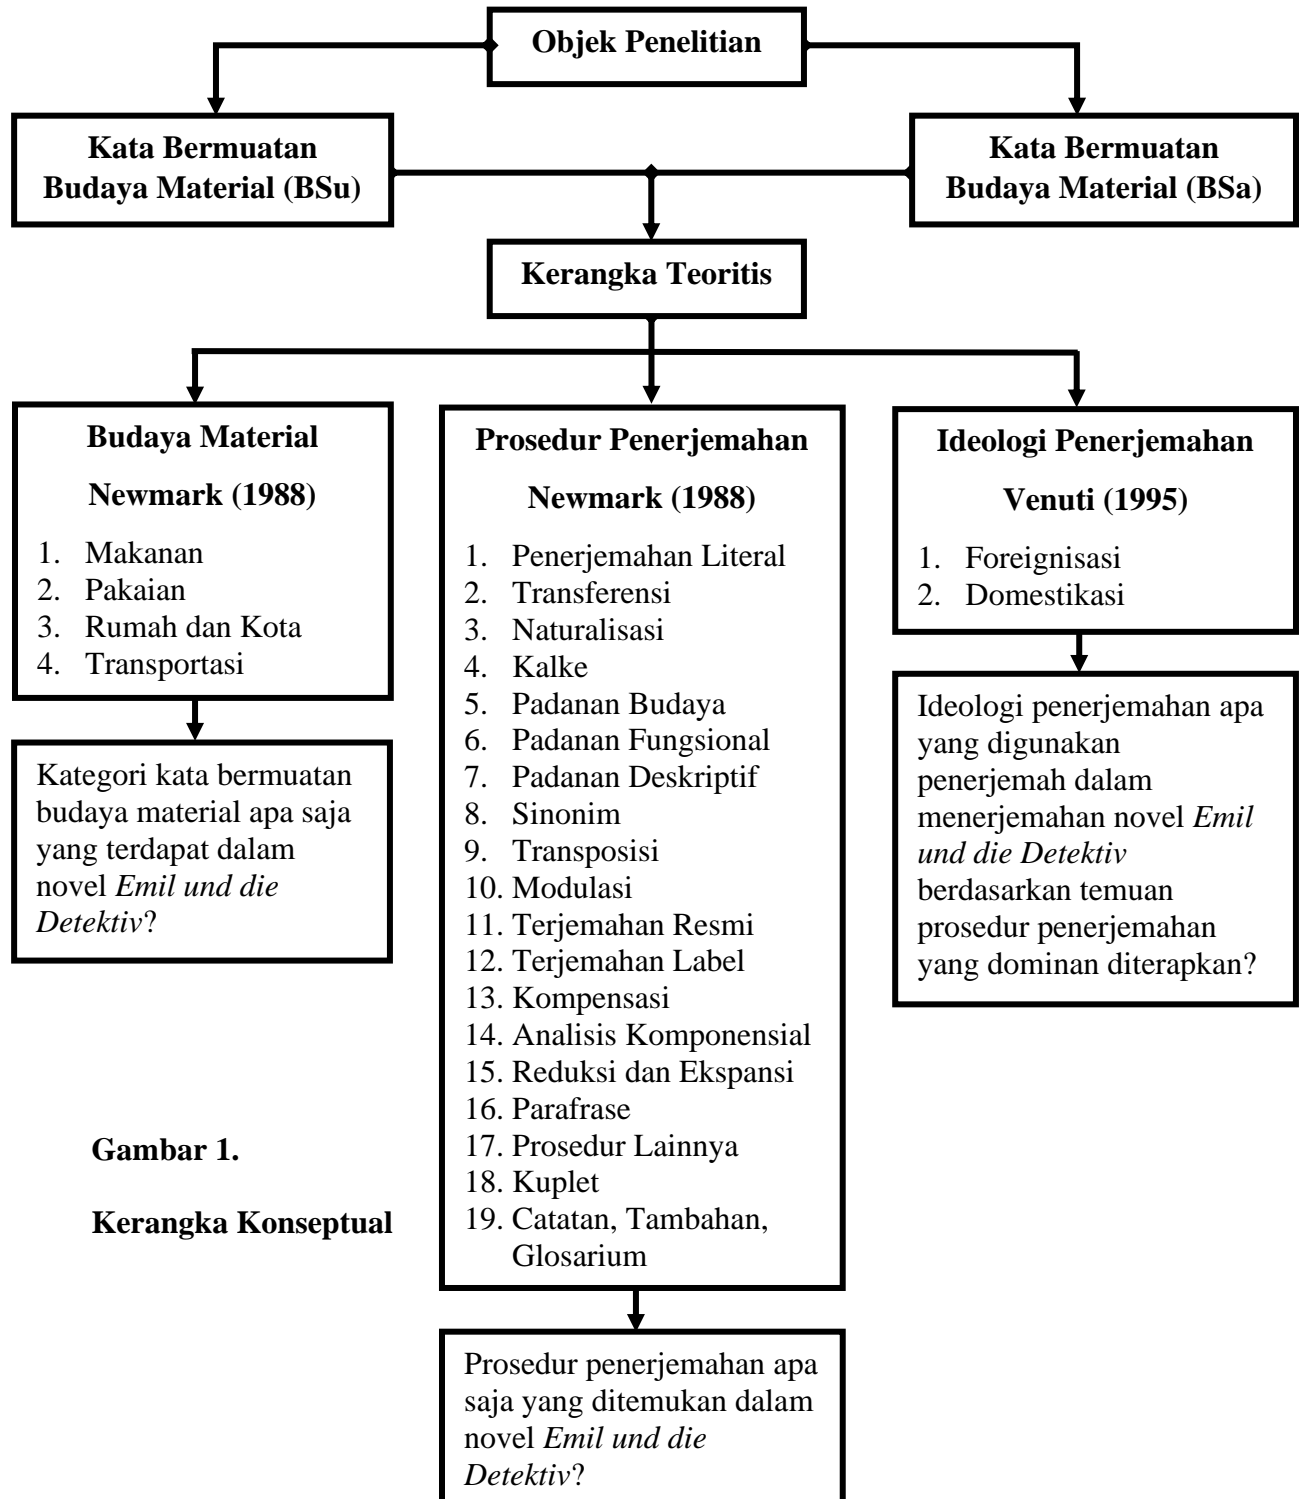 Objek Penelitian
Kata Bermuatan
Budaya Material (BSu)
Kata Bermuatan
Budaya Material (BSa)
Kerangka Teoritis
Budaya Material
Newmark (1988)
1. Makanan
2. Pakaian
3. Rumah dan Kota
4. Transportasi
Kategori kata bermuatan
budaya material apa saja
yang terdapat dalam
novel Emil und die
Detektiv?
Prosedur Penerjemahan
Newmark (1988)
1. Penerjemahan Literal
2. Transferensi
3. Naturalisasi
4. Kalke
5. Padanan Budaya
6. Padanan Fungsional
7. Padanan Deskriptif
8. Sinonim
9. Transposisi
10. Modulasi
11. Terjemahan Resmi
12. Terjemahan Label
13. Kompensasi
14. Analisis Komponensial
15. Reduksi dan Ekspansi
16. Parafrase
17. Prosedur Lainnya
18. Kuplet
19. Catatan, Tambahan,
Glosarium
Prosedur penerjemahan apa
saja yang ditemukan dalam
novel Emil und die
Detektiv?
Ideologi Penerjemahan
Venuti (1995)
1. Foreignisasi
2. Domestikasi
Ideologi penerjemahan apa
yang digunakan
penerjemah dalam
menerjemahan novel Emil
und die Detektiv
berdasarkan temuan
prosedur penerjemahan
yang dominan diterapkan?
Gambar 1.
Kerangka Konseptual